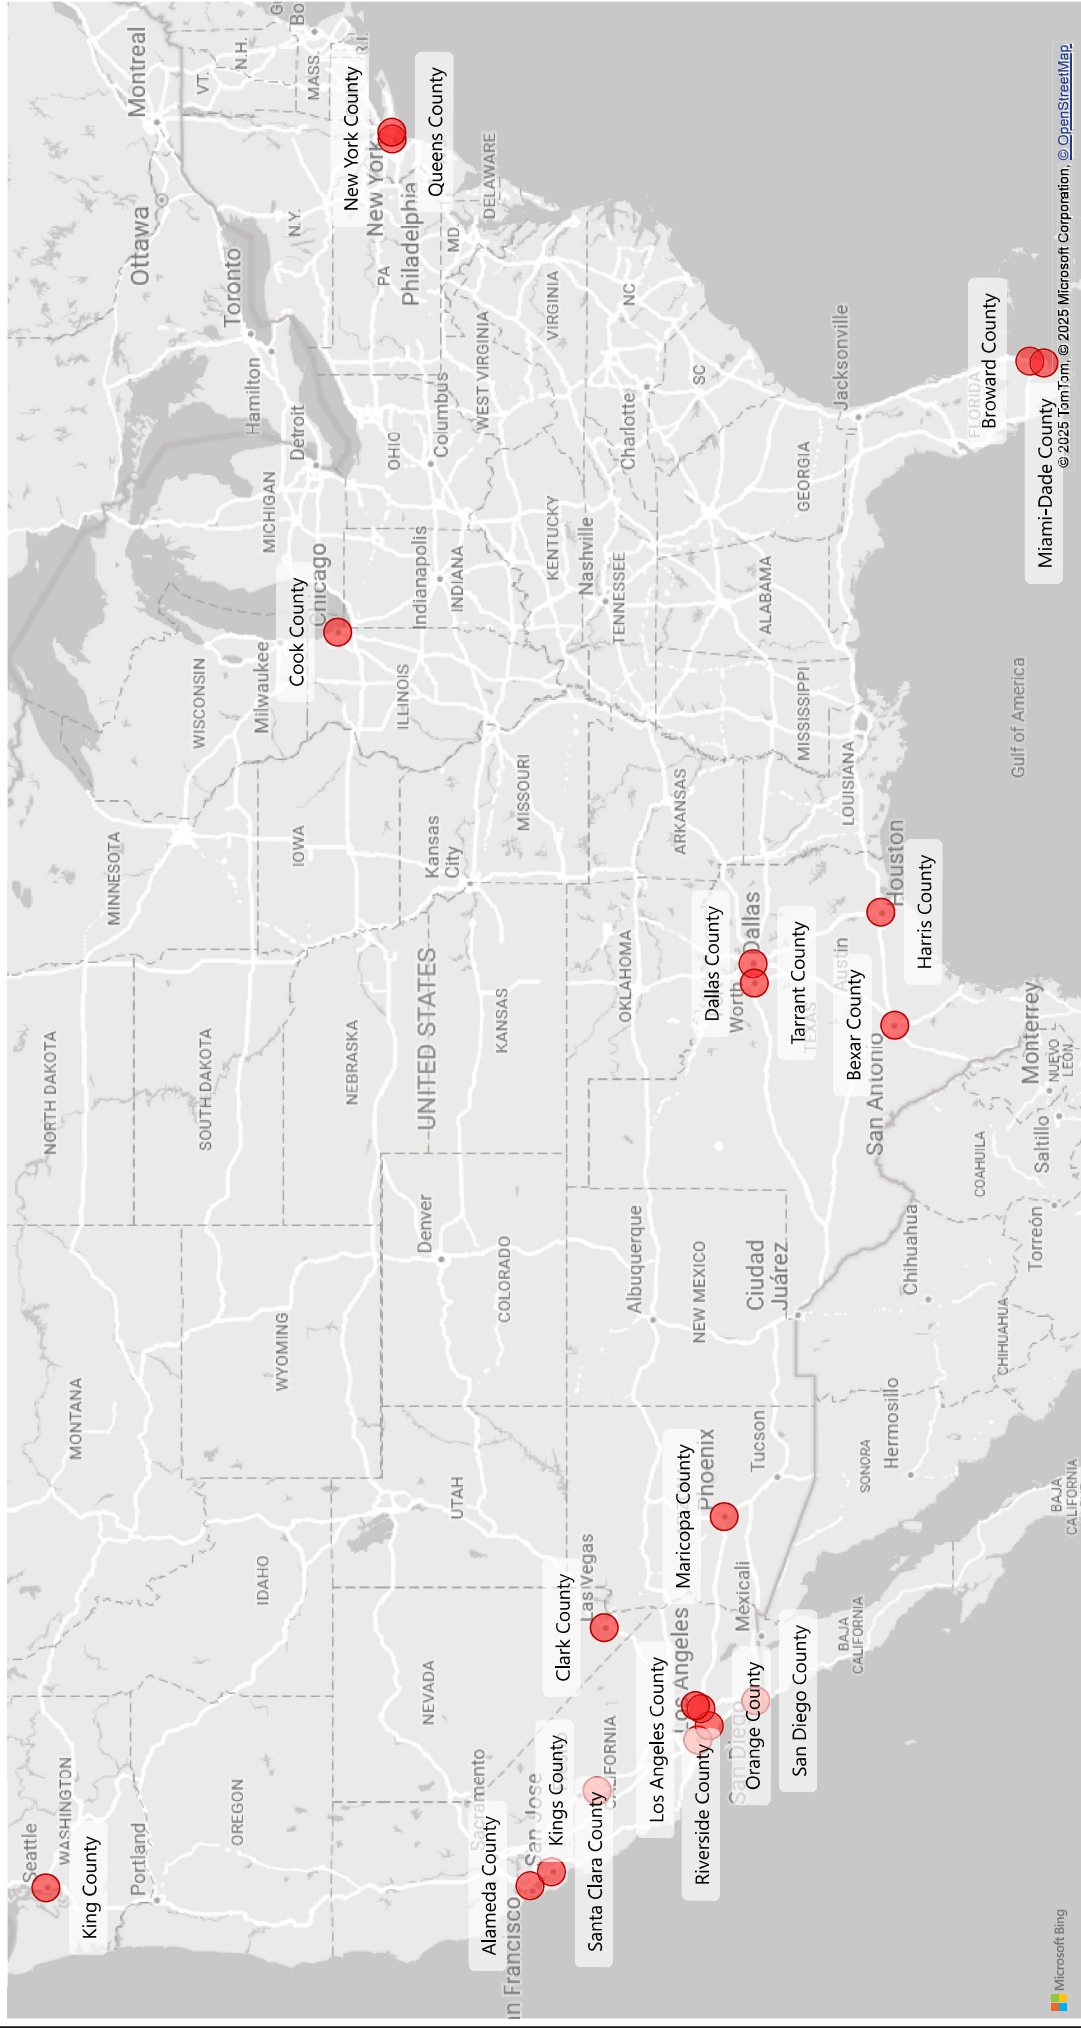 Seattle
WASHINGTON
King County
Portland
OREGON
IDAHO
MONTANA
NORTH DAKOTA
SOUTH DAKOTA
MINNESOTA
WISCONSIN
MICHIGAN
Ottawa
Montreal
VT.
N.H.
MASS.
R.I.
N.Y.
Toronto
Hamilton
Detroit
Milwaukee
Cook County
Chicago
IOWA
NEBRASKA
WYOMING
NEVADA
UTAH
Denver
COLORADO
UNITED STATES
KANSAS
Kansas
City
MISSOURI
ILLINOIS
Indianapolis
INDIANA
OHIO
Columbus
PA
New York County
New York
Queens County
Philadelphia
MD
DELAWARE
WEST VIRGINIA
VIRGINIA
KENTUCKY
Nashville
TENNESSEE
Charlotte
NC
SC
GEORGIA
ALABAMA
MISSISSIPPI
ARKANSAS
LOUISIANA
OKLAHOMA
Sacramento
Alameda County
San Jose
Kings County
Santa Clara County
CALIFORNIA
Clark County
Las Vegas
Los Angeles County
Los Angeles
Riverside County
San Diego
Orange County
San Diego County
Maricopa County
Phoenix
Tucson
Mexicali
BAJA
CALIFORNIA
SONORA
Hermosillo
BAJA
CALIFORNIA
Albuquerque
NEW MEXICO
Ciudad
Juárez
Chihuahua
CHIHUAHUA
COAHUILA
Torreón
Saltillo
Monterrey
NUEVO
LEÓN
Dallas County
Worth
Dallas
Tarrant County
TEXAS
Austin
Bexar County
San Antonio
Houston
Harris County
Jacksonville
FLORIDA
Broward County
Miami-Dade County
Gulf of America
Microsoft Bing
© 2025 TomTom, © 2025 Microsoft Corporation, © OpenStreetMap